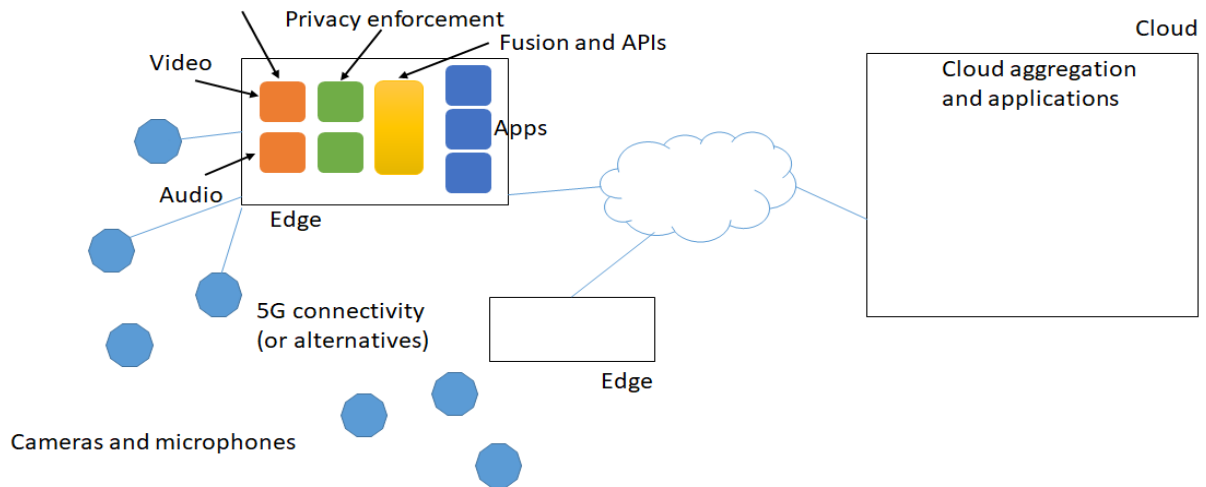 Privacy enforcement
Cloud
Fusion and APIs
Video
Cloud aggregation
and applications
Apps
Audio
Edge
5G connectivity
(or alternatives)
Edge
Cameras and microphones